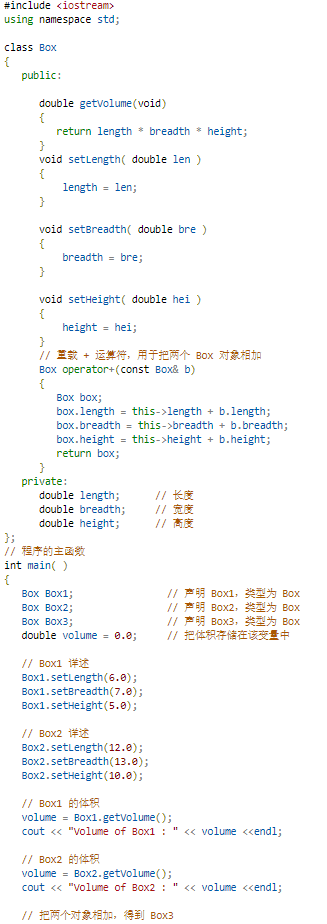 #include <iostream>
using namespace std;

class Box
{
   public:

      double getVolume(void)
      {
         return length * breadth * height;
      }
      void setLength( double len )
      {
          length = len;
      }

      void setBreadth( double bre )
      {
          breadth = bre;
      }

      void setHeight( double hei )
      {
          height = hei;
      }
      // 重载 + 运算符，用于把两个 Box 对象相加
      Box operator+(const Box& b)
      {
         Box box;
         box.length = this->length + b.length;
         box.breadth = this->breadth + b.breadth;
         box.height = this->height + b.height;
         return box;
      }
   private:
      double length;      // 长度
      double breadth;     // 宽度
      double height;      // 高度
};
// 程序的主函数
int main( )
{
   Box Box1;                // 声明 Box1，类型为 Box
   Box Box2;                // 声明 Box2，类型为 Box
   Box Box3;                // 声明 Box3，类型为 Box
   double volume = 0.0;     // 把体积存储在该变量中

   // Box1 详述
   Box1.setLength(6.0);
   Box1.setBreadth(7.0);
   Box1.setHeight(5.0);

   // Box2 详述
   Box2.setLength(12.0);
   Box2.setBreadth(13.0);
   Box2.setHeight(10.0);

   // Box1 的体积
   volume = Box1.getVolume();
   cout << "Volume of Box1 : " << volume <<endl;

   // Box2 的体积
   volume = Box2.getVolume();
   cout << "Volume of Box2 : " << volume <<endl;

   // 把两个对象相加，得到 Box3